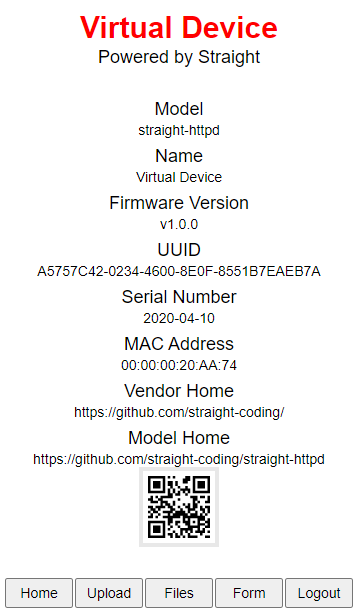 Virtual Device
Powered by Straight
Model
straight-httpd
Name
Virtual Device
Firmware Version
v1.0.0
UUID
A5757C42-0234-4600-8E0F-8551B7EAEB7A
Serial Number
2020-04-10
MAC Address
00:00:00:20:AA:74
Vendor Home
https://github.com/straight-coding/
Model Home
https://github.com/straight-coding/straight-httpd
Home Upload Files Form Logout